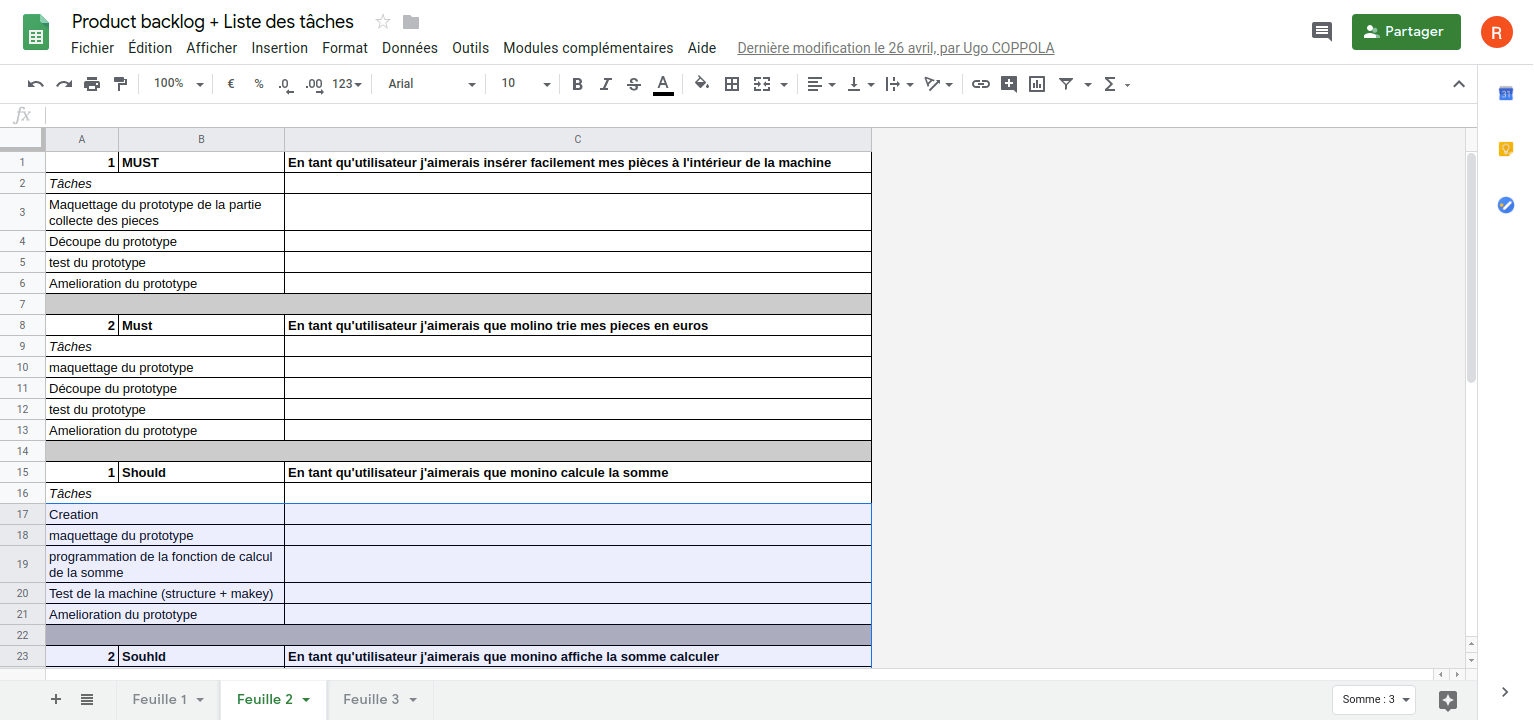 Product backlog + Liste des tâches
Fichier Édition Afficher Insertion Format Données Outils Modules complémentaires Aide Dernière modification le 26 avril, par Ugo COPPOLA
Partager
R
100% € % .0 .00 123 Arial 10 B I S A Σ
31
fx
A B C
1 1 MUST En tant qu'utilisateur j'aimerais insérer facilement mes pièces à l'intérieur de la machine
2 Tâches
3 Maquettage du prototype de la partie
collecte des pieces
4 Découpe du prototype
5 test du prototype
6 Amelioration du prototype
7
8 2 Must En tant qu'utilisateur j'aimerais que molino trie mes pieces en euros
9 Tâches
10 maquettage du prototype
11 Découpe du prototype
12 test du prototype
13 Amelioration du prototype
14
15 1 Should En tant qu'utilisateur j'aimerais que monino calcule la somme
16 Tâches
17 Creation
18 maquettage du prototype
19 programmation de la fonction de calcul
de la somme
20 Test de la machine (structure + makey)
21 Amelioration du prototype
22
23 2 Souhld En tant qu'utilisateur j'aimerais que monino affiche la somme calculer
Feuille 1 Feuille 2 Feuille 3 Somme : 3